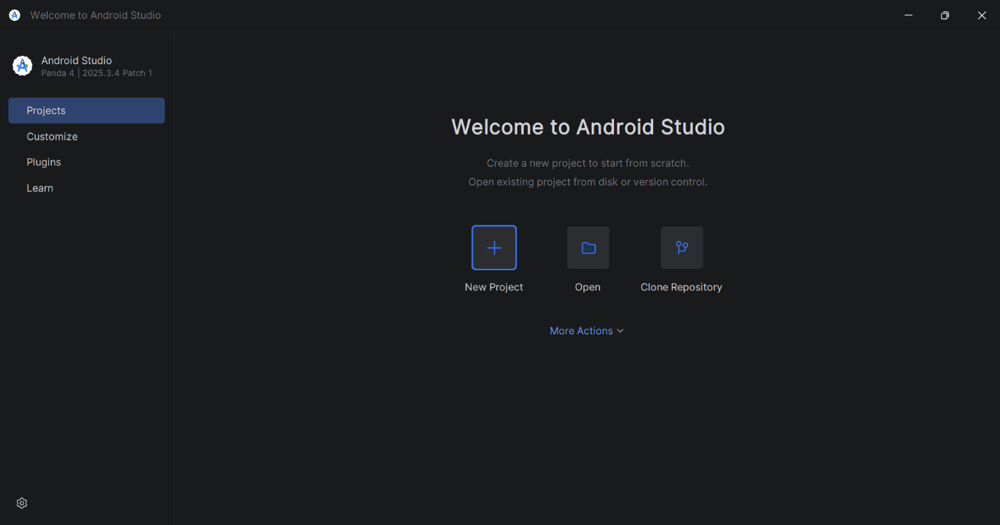 Welcome to Android Studio
Android Studio
Panda 4 | 2025.3.4 Patch 1
Projects
Customize
Plugins
Learn
Welcome to Android Studio
Create a new project to start from scratch.
Open existing project from disk or version control.
New Project
Open
Clone Repository
More Actions